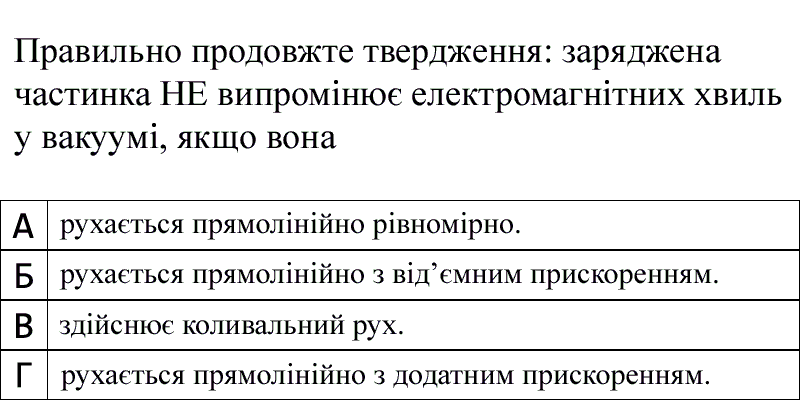 Правильно продовжте твердження: заряджена
частинка НЕ випромінює електромагнітних хвиль
у вакуумі, якщо вона
А рухається прямолінійно рівномірно.
Б рухається прямолінійно з від’ємним прискоренням.
В здійснює коливальний рух.
Г рухається прямолінійно з додатним прискоренням.